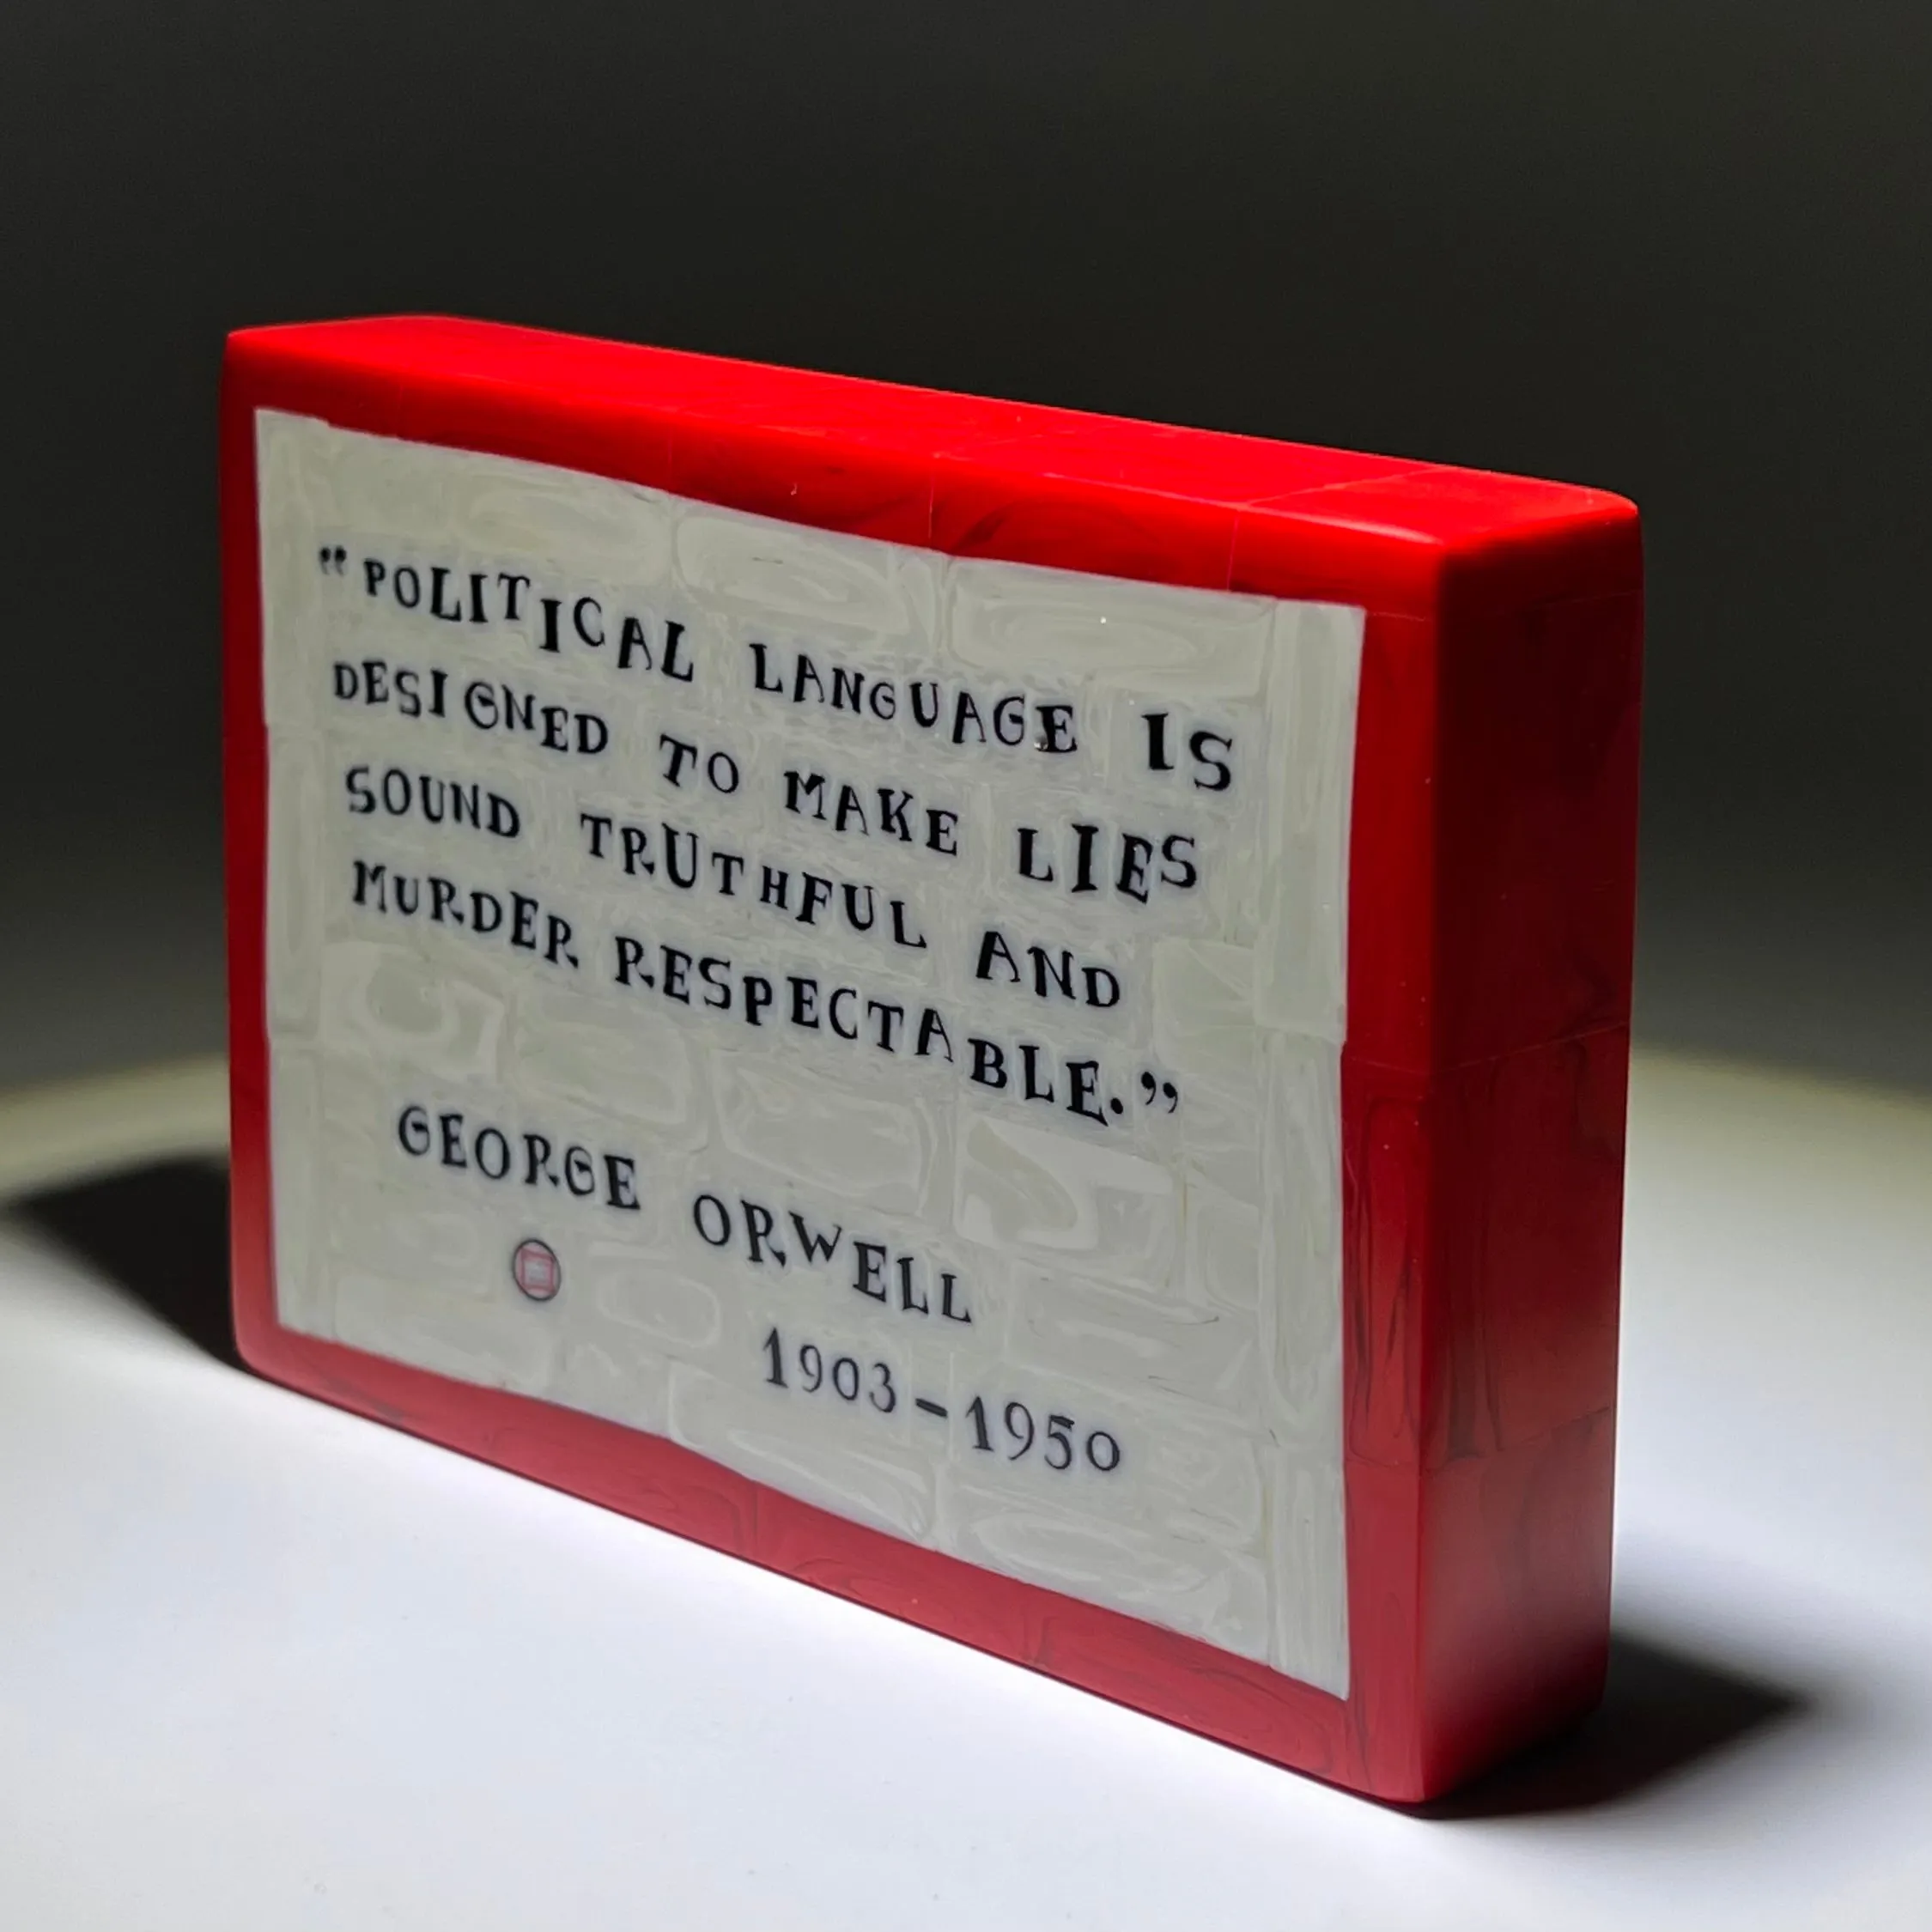 "POLITICAL LANGUAGE IS
DESIGNED TO MAKE LIES
SOUND TRUTHFUL AND
MURDER RESPECTABLE."
GEORGE ORWELL
1903-1950